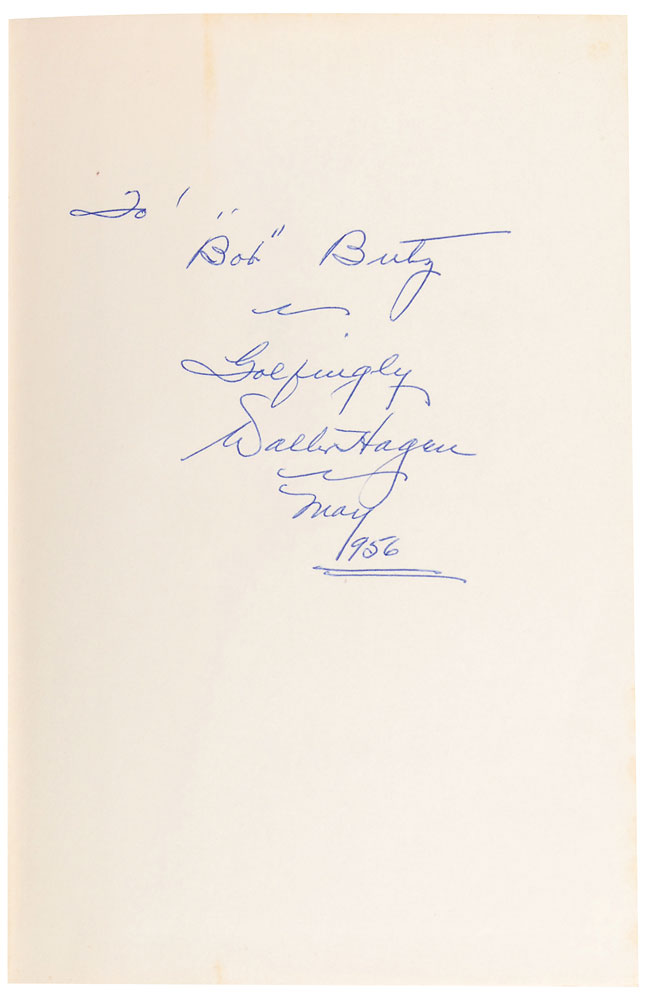 To
"Bob" Butz
Golfingly
Walter Hagen
May
1956